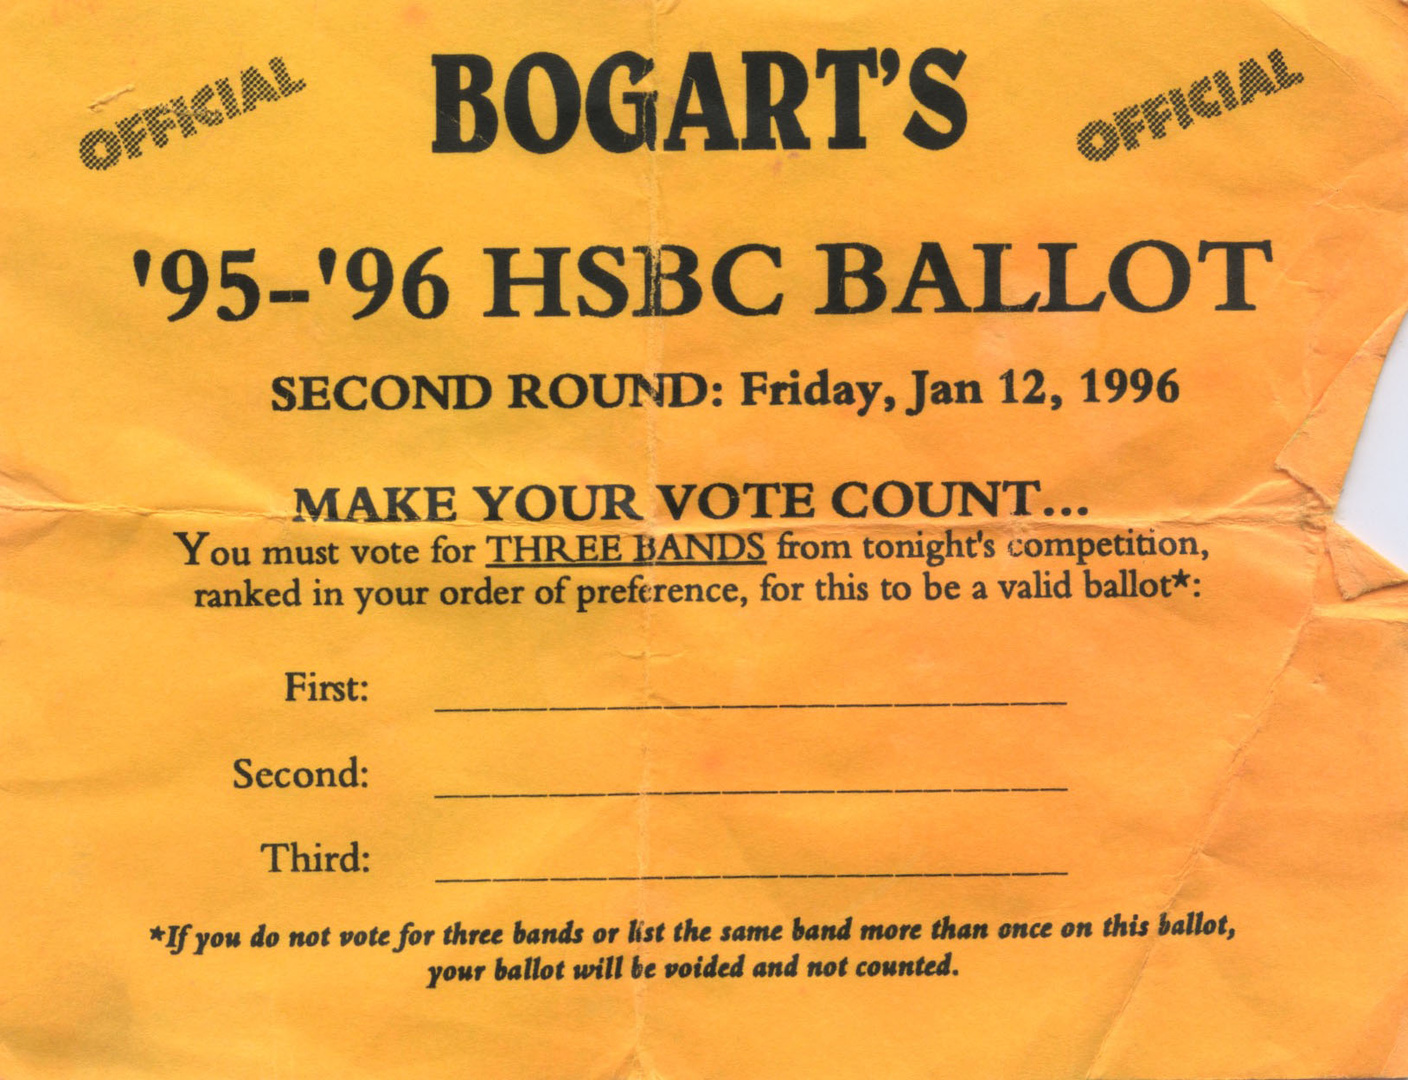 OFFICIAL BOGART'S OFFICIAL
'95-'96 HSBC BALLOT
SECOND ROUND: Friday, Jan 12, 1996
MAKE YOUR VOTE COUNT...
You must vote for THREE BANDS from tonight's competition,
ranked in your order of preference, for this to be a valid ballot*:
First: ____________
Second: ____________
Third: ____________
*If you do not vote for three bands or list the same band more than once on this ballot,
your ballot will be voided and not counted.